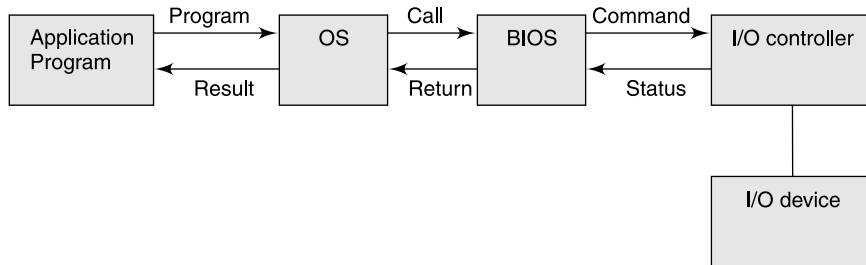 Program
Call
Command
Application
Program
OS
BIOS
I/O controller
Result
Return
Status
I/O device